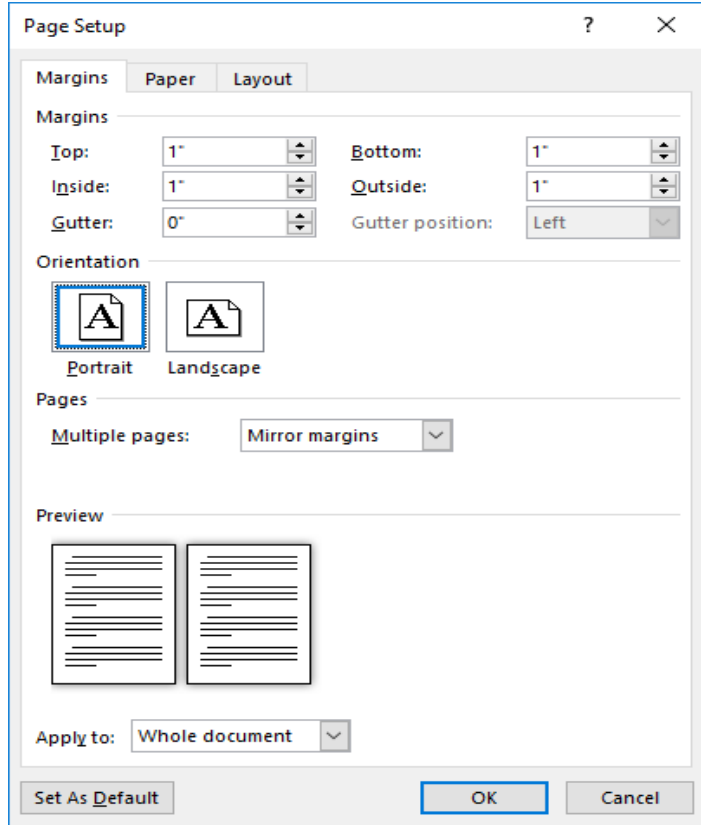 Page Setup ? ×
Margins Paper Layout
Margins
Top: 1" Bottom: 1"
Inside: 1" Outside: 1"
Gutter: 0" Gutter position: Left
Orientation
A A
Portrait Landscape
Pages
Multiple pages: Mirror margins
Preview
Apply to: Whole document
Set As Default OK Cancel